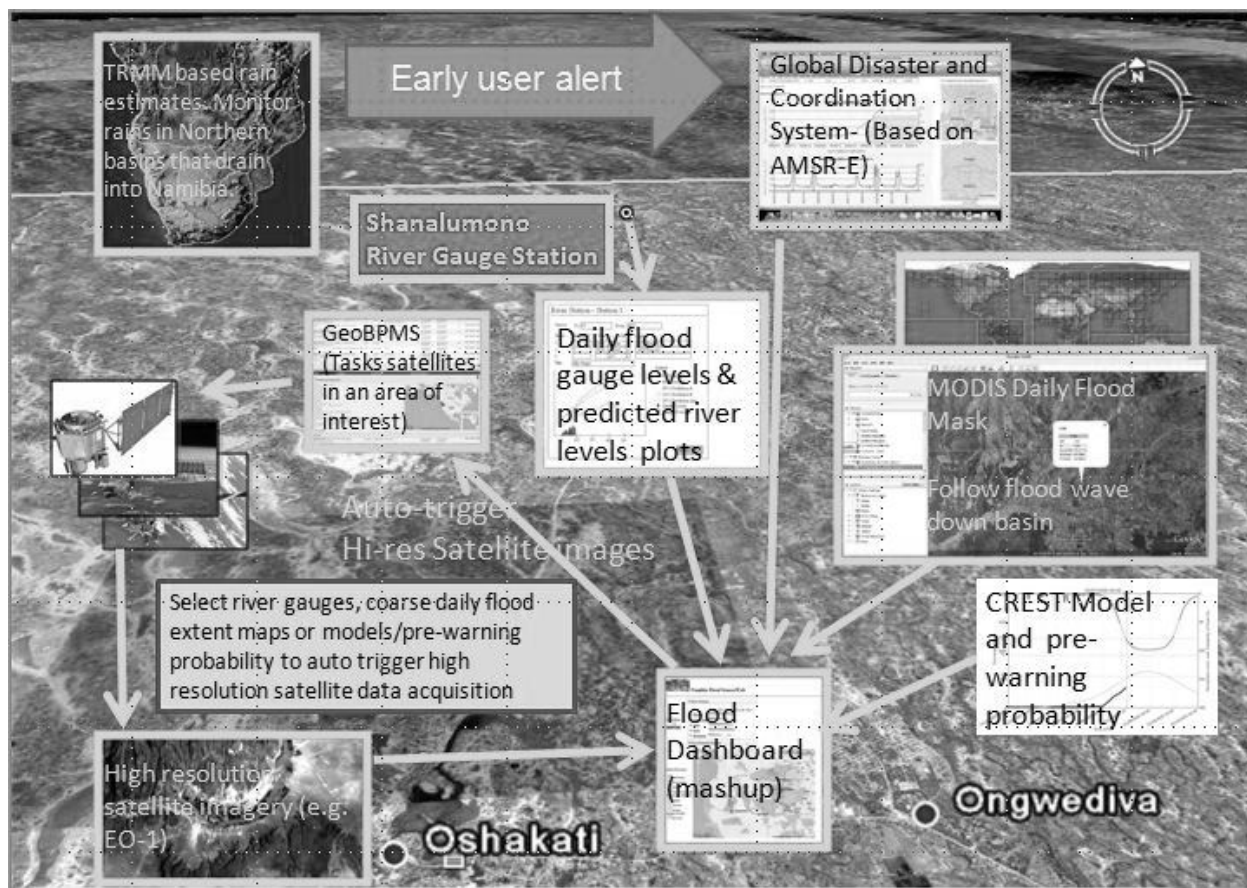 TRMM based rain
estimates. Monitor
rains in Northern
basins that drain
into Namibia.
Early user alert
Global Disaster and
Coordination
System- (Based on
AMSR-E)
N
Shanalumono
River Gauge Station
GeoBPMS
(Tasks satellites
in an area of
interest)
Daily flood
gauge levels &
predicted river
levels plots
MODIS Daily Flood
Mask
Follow flood wave
down basin
Auto-trigger
Hi-res Satellite images
Select river gauges, coarse daily flood
extent maps or models/pre-warning
probability to auto trigger high
resolution satellite data acquisition
CREST Model
and pre-
warning
probability
Flood
Dashboard
(mashup)
High resolution
satellite imagery (e.g.
EO-1)
Oshakati
Ongwediva